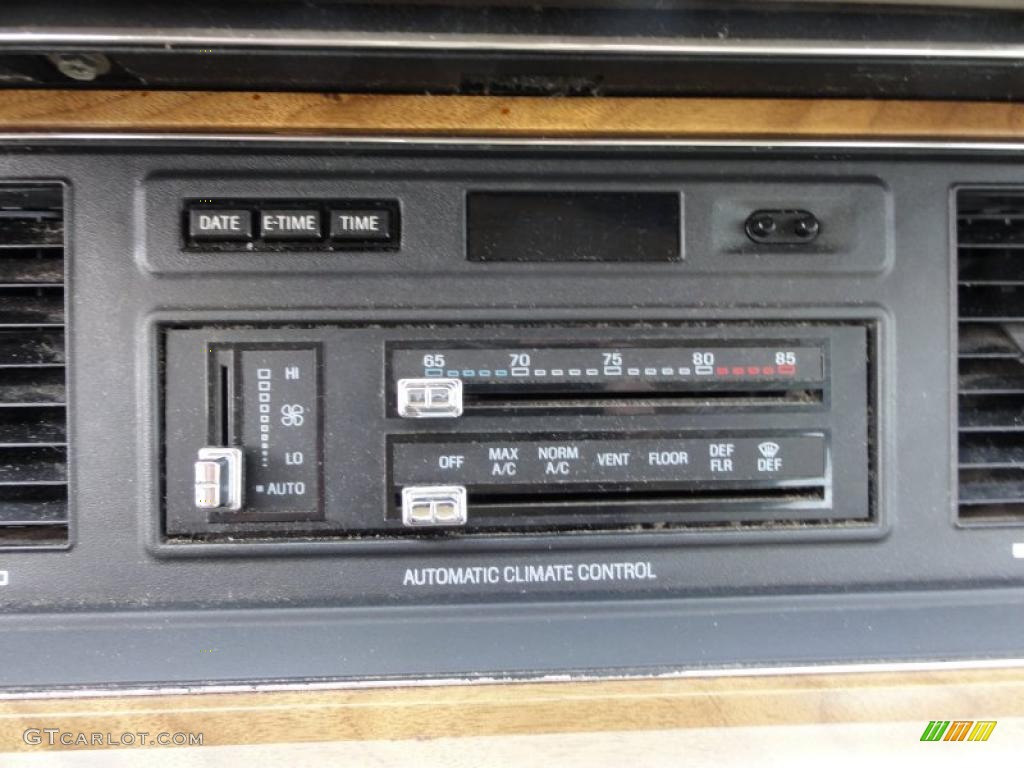 DATE E-TIME TIME
65 70 75 80 85
HI
LO
AUTO
OFF MAX A/C NORM A/C VENT FLOOR DEF FLR DEF
AUTOMATIC CLIMATE CONTROL
GTCARLOT.COM